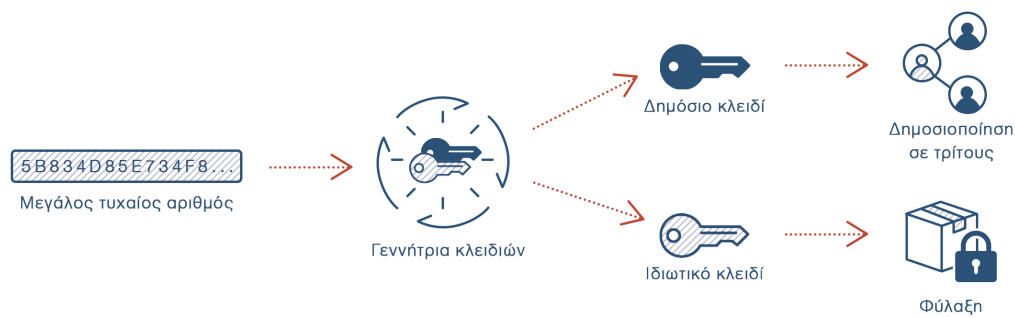 5B834D85E734F8...
Μεγάλος τυχαίος αριθμός
Γεννήτρια κλειδιών
Δημόσιο κλειδί
Δημοσιοποίηση
σε τρίτους
Ιδιωτικό κλειδί
Φύλαξη